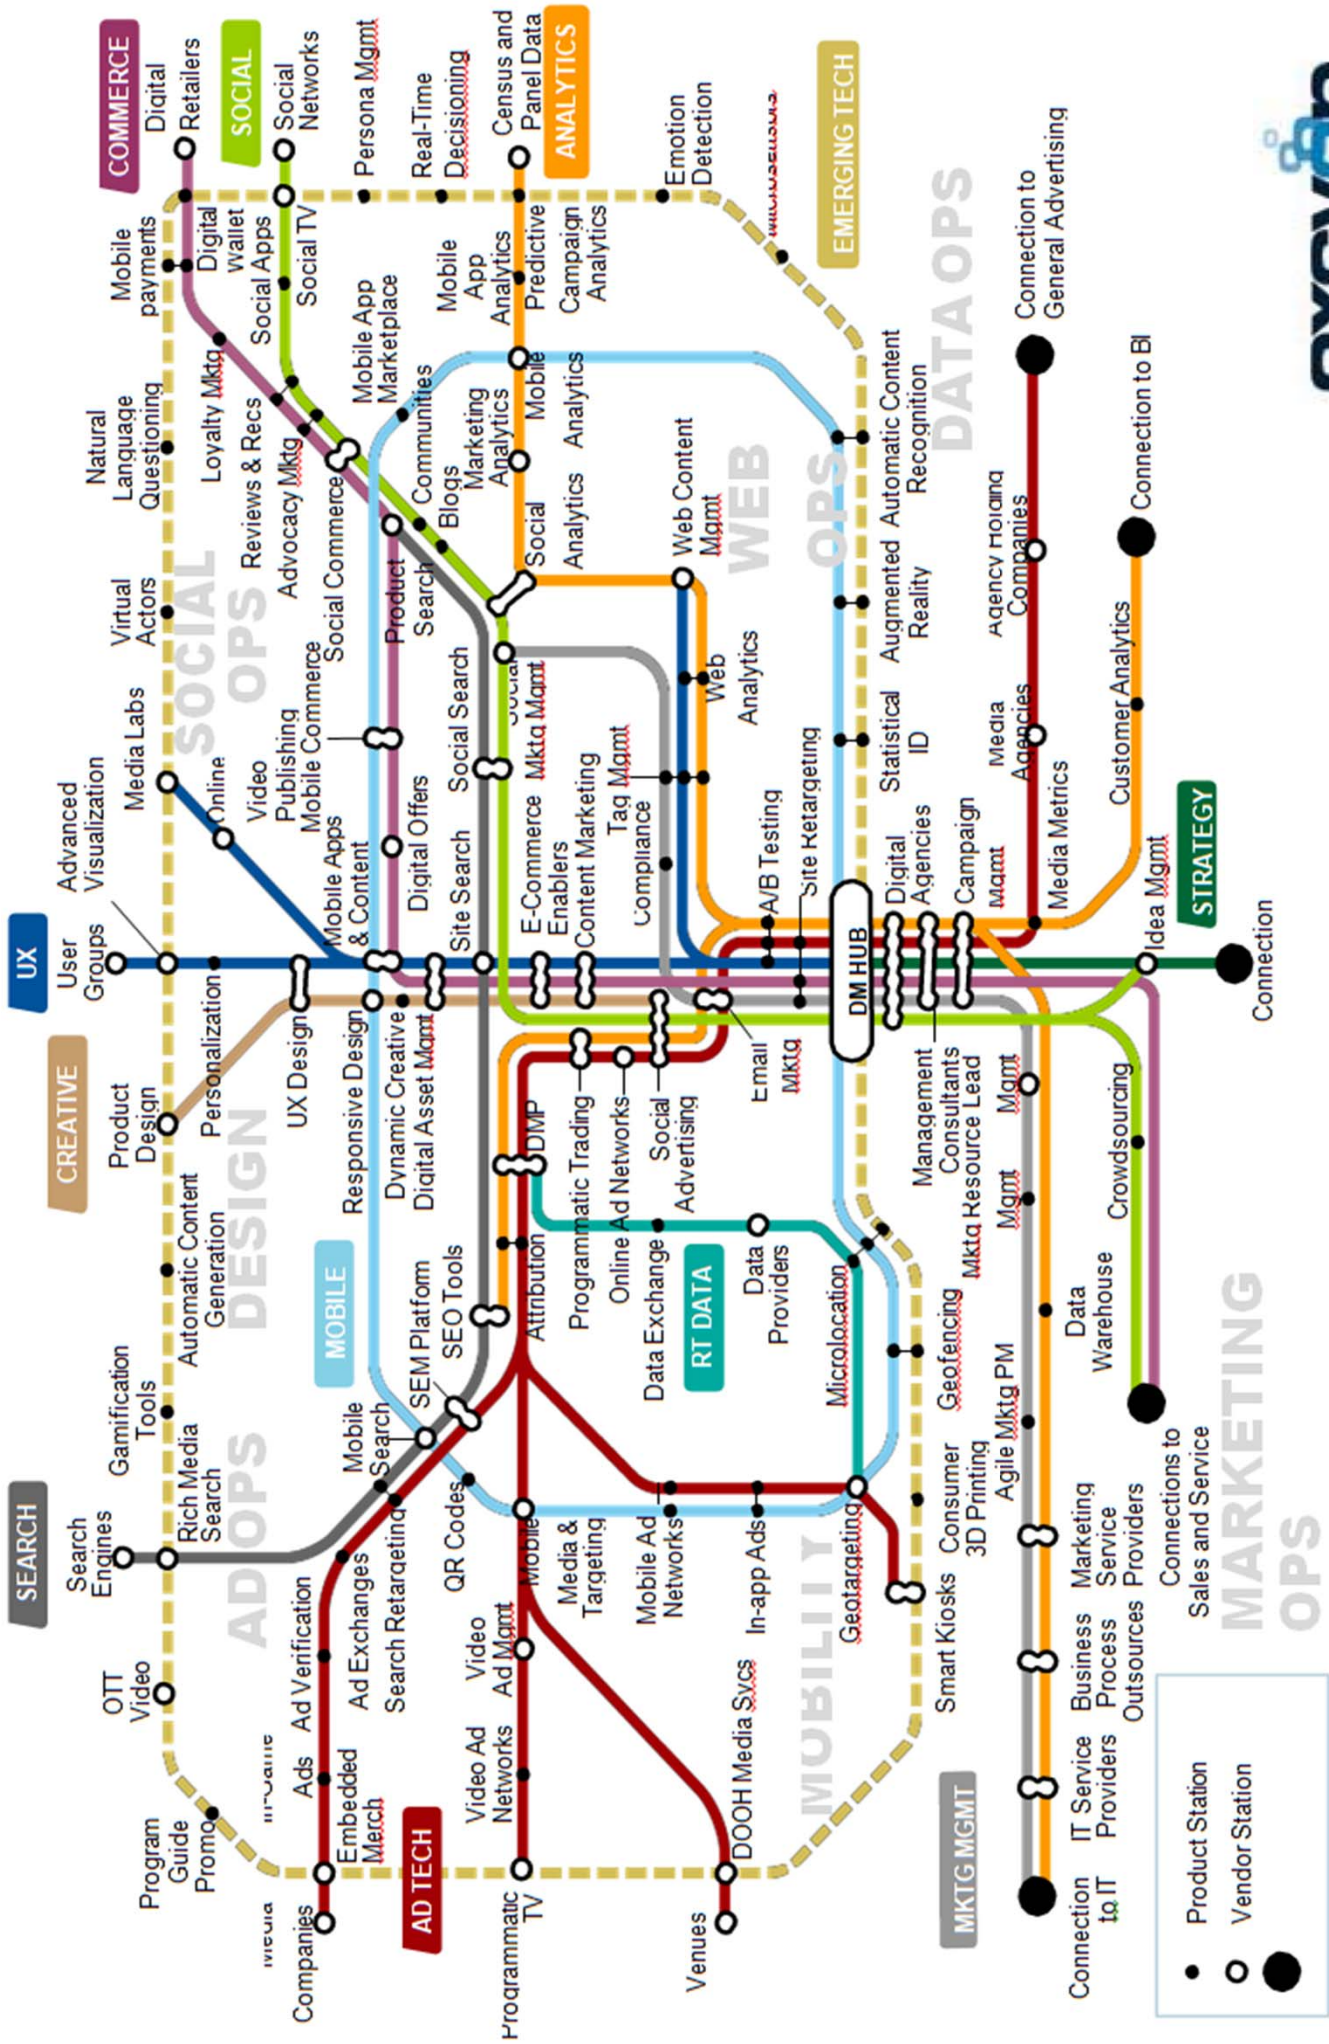 SEARCH
Search
Engines
CREATIVE
UX
User
Groups
Advanced
Visualization
COMMERCE
Digital
Retailers
SOCIAL
Social
Networks
OTT
Video
Gamification
Tools
Rich Media
Search
Automatic Content
Generation
Product
Design
Personalization
Media Labs
Virtual
Actors
Natural
Language
Questioning
Mobile
payments
Digital
Wallet
Social Apps
Social TV
Persona Mgmt
Real-Time
Decisioning
Census and
Panel Data
ANALYTICS
Emotion
Detection
EMERGING TECH
Program
Guide
Promo
AD OPS
DESIGN
SOCIAL
OPS
UX Design
Online
Video
Publishing
Mobile Commerce
Loyalty Mktg
Reviews & Recs
Advocacy Mktg
Social Commerce
Mobile App
Marketplace
Communities
Blogs
Mobile
App
Analytics
Predictive
Campaign
Analytics
Companies
Ads
Embedded
Merch
Ad Verification
Ad Exchanges
Search Retargeting
Mobile
Search
MOBILE
SEM Platform
SEO Tools
Responsive Design
Dynamic Creative
Digital Asset Mgmt
Mobile Apps
& Content
Digital Offers
Site Search
Social Search
Product
Search
Marketing
Analytics
Mobile
Analytics
Social
Analytics
AD TECH
Programmatic
TV
Video Ad
Networks
Video
Ad Mgmt
QR Codes
Mobile
Media &
Targeting
Attribution
DMP
Programmatic Trading
Online Ad Networks
Social
Advertising
E-Commerce
Enablers
Content Marketing
Mktg Mgmt
Tag Mgmt
Compliance
Web Content
Mgmt
WEB
OPS
Web
Analytics
Mobile Ad
Networks
In-app Ads
Data Exchange
RT DATA
Data
Providers
Email
Mktg
A/B Testing
Site Retargeting
Venues
DOOH Media Svcs
MOBILITY
Geotargeting
Microlocation
DM HUB
Statistical
ID
Augmented
Reality
Automatic Content
Recognition
DATA OPS
Smart Kiosks
Consumer
3D Printing
Geofencing
Management
Consultants
Mktg Resource Lead
Mgmt
Mgmt
Digital
Agencies
Campaign
Mgmt
Media
Agencies
Agency Holding
Companies
Connection to
General Advertising
MKTG MGMT
Agile Mktg PM
Media Metrics
Connection
to IT
IT Service
Providers
Business
Process
Outsources
Marketing
Service
Providers
Data
Warehouse
Crowdsourcing
Customer Analytics
Connection to BI
Idea Mgmt
STRATEGY
Connections to
Sales and Service
Connection
MARKETING
OPS
Product Station
Vendor Station